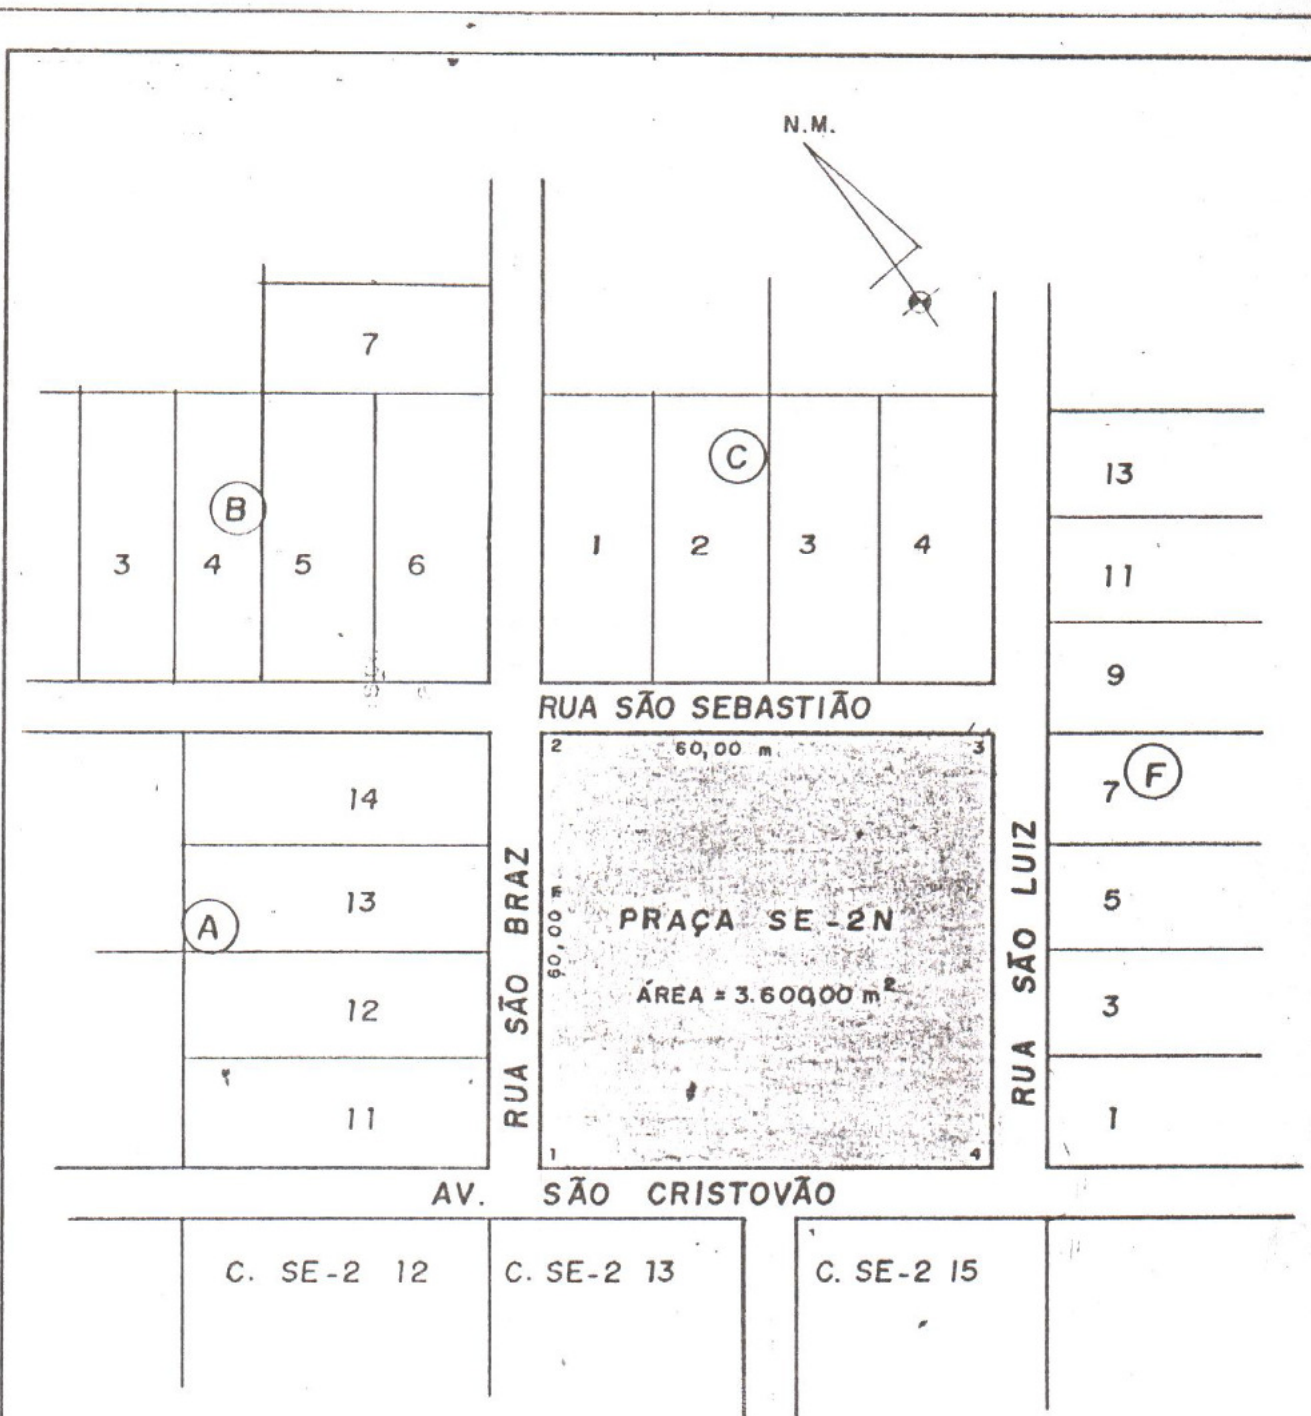 N.M.
7
B
3
4
5
6
C
1
2
3
4
13
11
9
7
F
5
3
1
RUA SÃO SEBASTIÃO
14
13
A
12
11
RUA SÃO BRAZ
2
60,00 m
3
60,00 m
PRAÇA SE-2N
ÁREA = 3.600,00 m²
1
4
RUA SÃO LUIZ
AV. SÃO CRISTOVÃO
C. SE-2 12
C. SE-2 13
C. SE-2 15